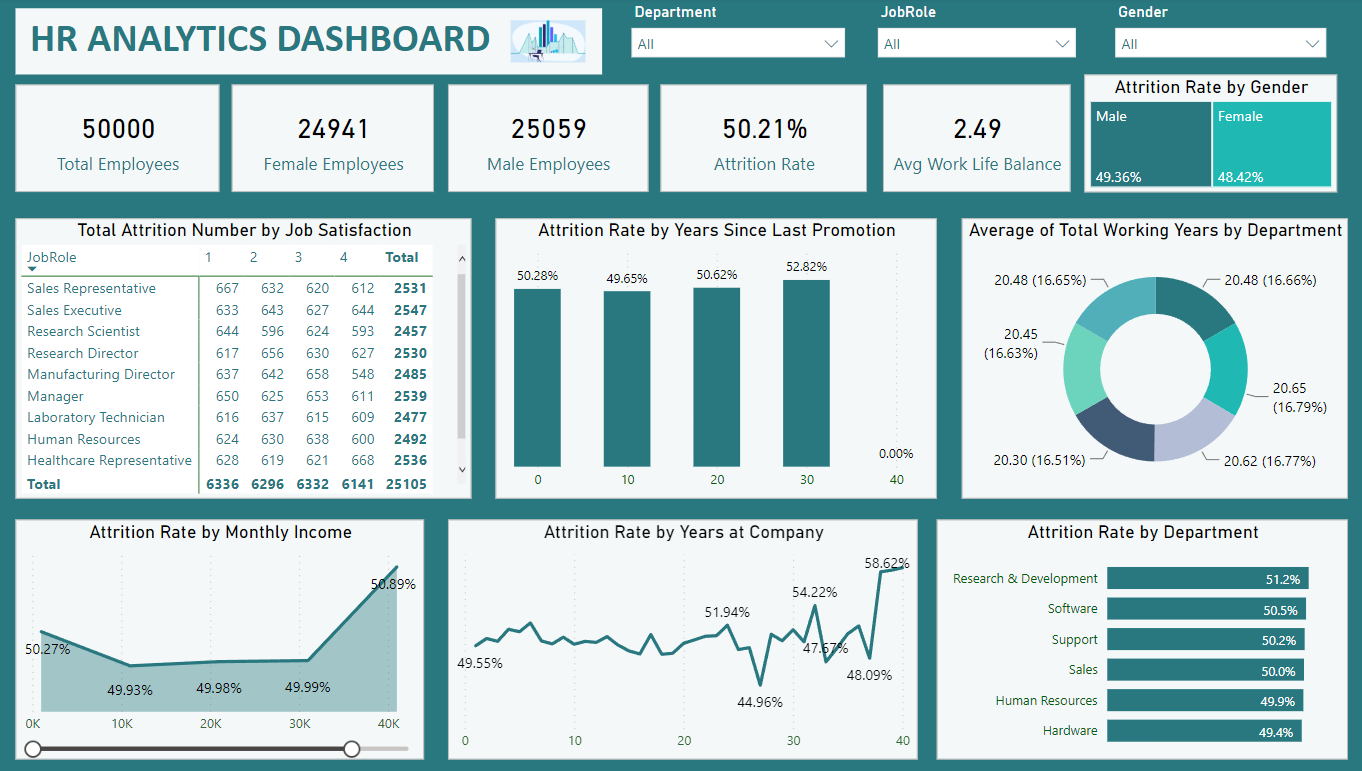 HR ANALYTICS DASHBOARD
Department
All
JobRole
All
Gender
All
50000
Total Employees
24941
Female Employees
25059
Male Employees
50.21%
Attrition Rate
2.49
Avg Work Life Balance
Attrition Rate by Gender
Male
49.36%
Female
48.42%
Total Attrition Number by Job Satisfaction
JobRole 1 2 3 4 Total
Sales Representative 667 632 620 612 2531
Sales Executive 633 643 627 644 2547
Research Scientist 644 596 624 593 2457
Research Director 617 656 630 627 2530
Manufacturing Director 637 642 658 548 2485
Manager 650 625 653 611 2539
Laboratory Technician 616 637 615 609 2477
Human Resources 624 630 638 600 2492
Healthcare Representative 628 619 621 668 2536
Total 6336 6296 6332 6141 25105
Attrition Rate by Years Since Last Promotion
50.28% 49.65% 50.62% 52.82% 0.00%
0 10 20 30 40
Average of Total Working Years by Department
20.48 (16.65%)
20.48 (16.66%)
20.45
(16.63%)
20.65
(16.79%)
20.30 (16.51%)
20.62 (16.77%)
Attrition Rate by Monthly Income
50.27% 49.93% 49.98% 49.99% 50.89%
0K 10K 20K 30K 40K
Attrition Rate by Years at Company
49.55% 51.94% 44.96% 54.22% 47.67% 48.09% 58.62%
0 10 20 30 40
Attrition Rate by Department
Research & Development 51.2%
Software 50.5%
Support 50.2%
Sales 50.0%
Human Resources 49.9%
Hardware 49.4%